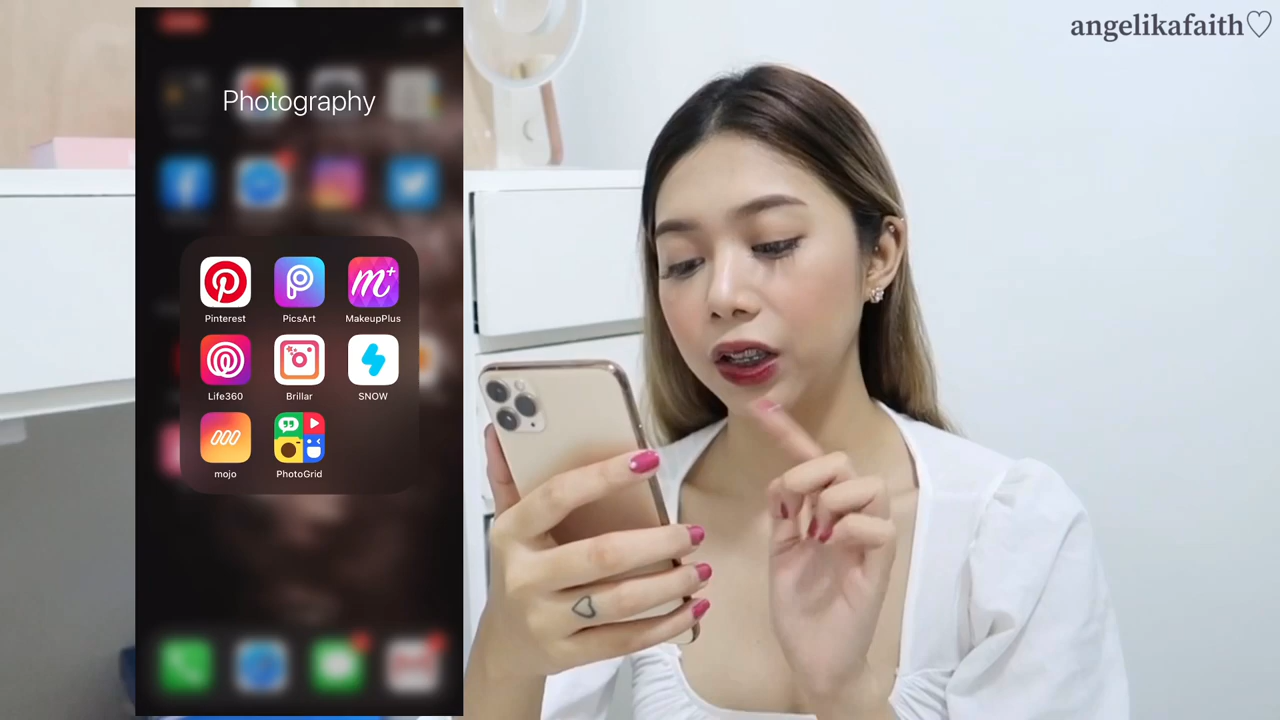 angelikafaith♡
Photography
Pinterest
PicsArt
MakeupPlus
Life360
Brillar
SNOW
mojo
PhotoGrid